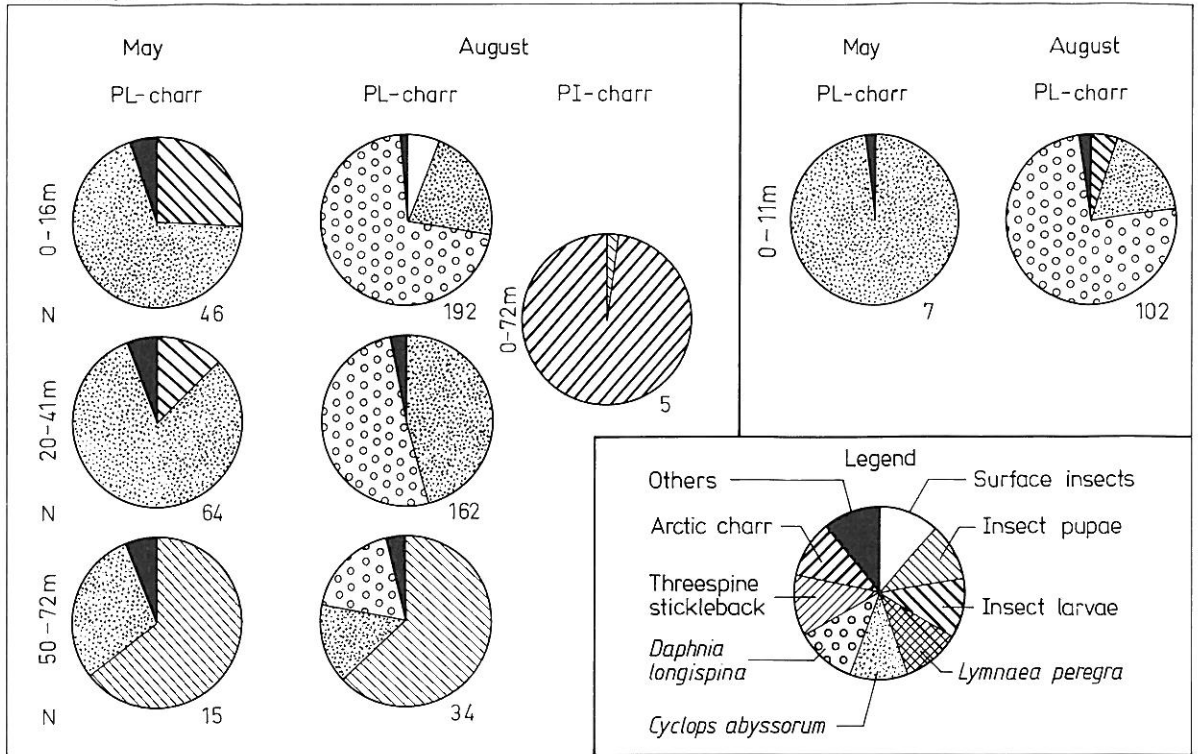 May
August
PL-charr
PL-charr
PI-charr
0-16m
N
46
192
0-72m
5
20-41m
N
64
162
50-72m
N
15
34
May
August
PL-charr
PL-charr
0-11m
7
102
Legend
Others
Surface insects
Arctic charr
Insect pupae
Threespine
stickleback
Insect larvae
Daphnia
longispina
Lymnaea peregra
Cyclops abyssorum